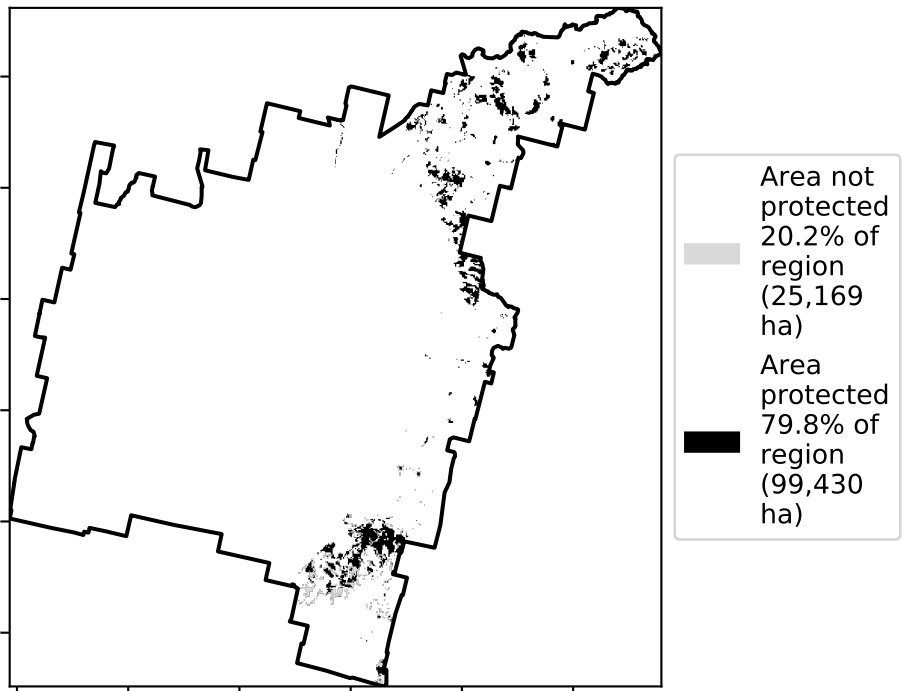 Area not
protected
20.2% of
region
(25,169
ha)
Area
protected
79.8% of
region
(99,430
ha)